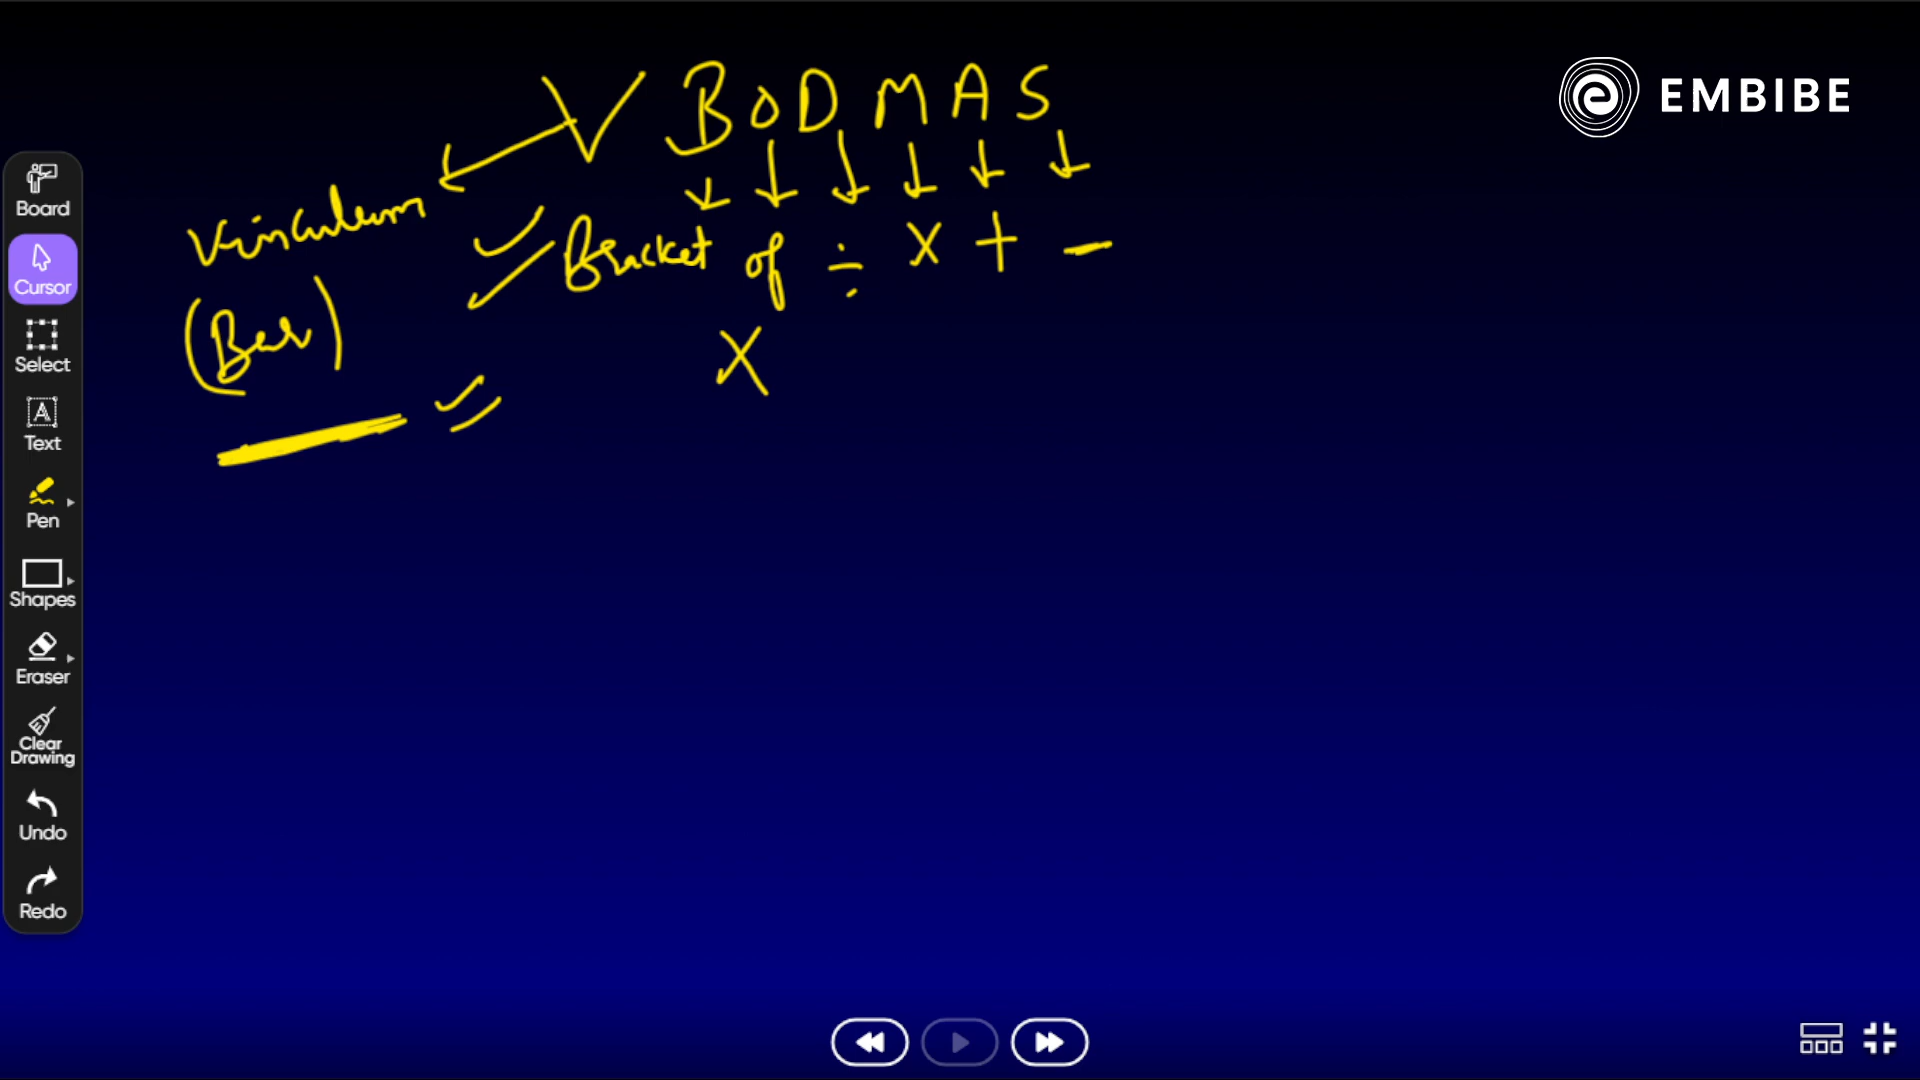 V BODMAS
EMBIBE
Vinculum
Bracket of ÷ × + −
(Bar)
×
Board
Cursor
Select
Text
Pen
Shapes
Eraser
Clear
Drawing
Undo
Redo